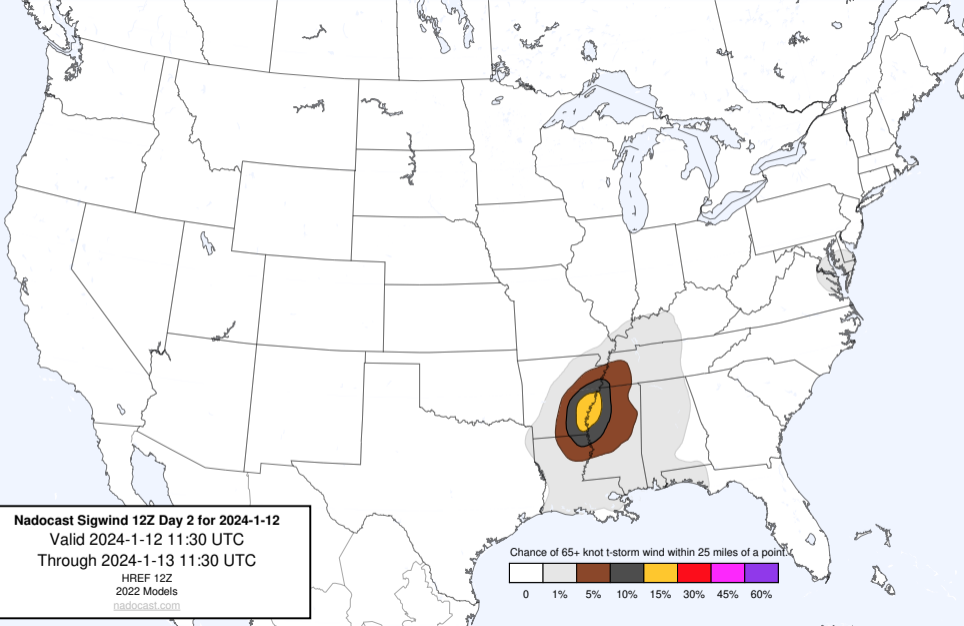 Nadocast Sigwind 12Z Day 2 for 2024-1-12
Valid 2024-1-12 11:30 UTC
Through 2024-1-13 11:30 UTC
HREF 12Z
2022 Models
nadocast.com
Chance of 65+ knot t-storm wind within 25 miles of a point.
0 1% 5% 10% 15% 30% 45% 60%